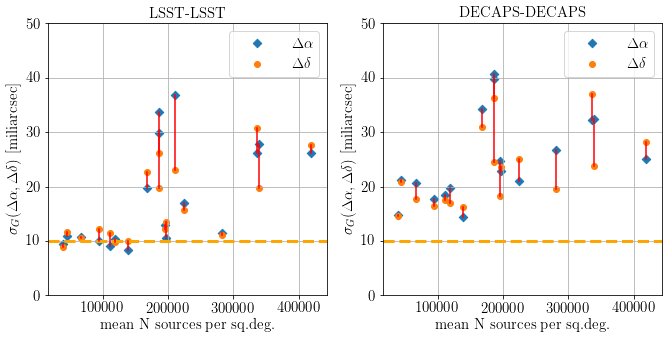 LSST-LSST
DECAPS-DECAPS
50
40
30
20
10
0
σG(Δα, Δδ) [miliarcsec]
Δα
Δδ
100000 200000 300000 400000
mean N sources per sq.deg.
50
40
30
20
10
0
σG(Δα, Δδ) [miliarcsec]
Δα
Δδ
100000 200000 300000 400000
mean N sources per sq.deg.